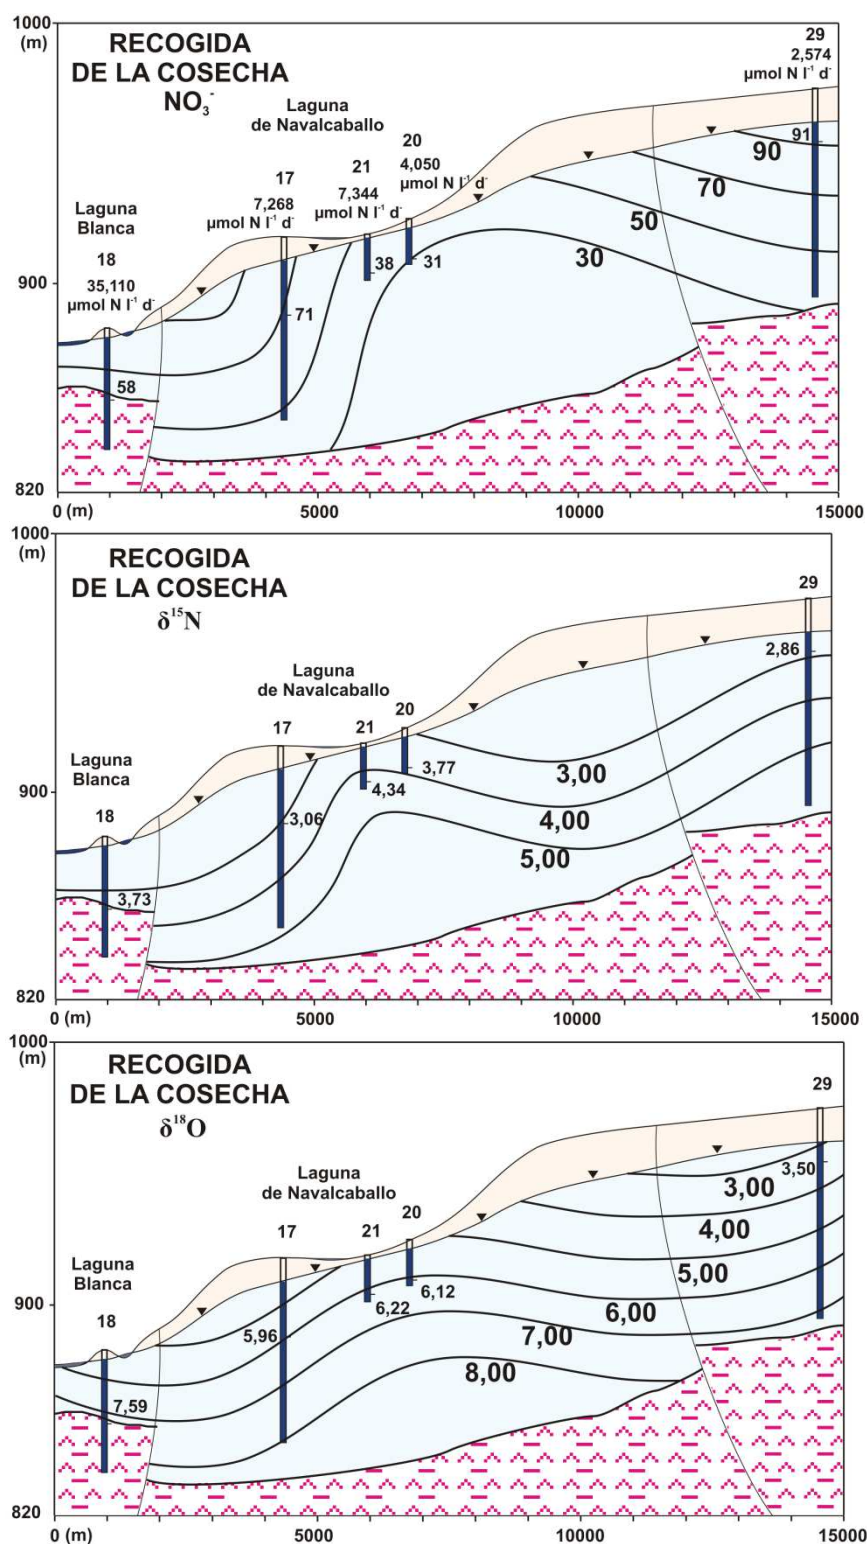 1000
(m)
RECOGIDA
DE LA COSECHA
NO₃⁻
Laguna
de Navalcaballo
29
2,574
µmol N l⁻¹ d⁻
20
4,050
µmol N l⁻¹ d⁻
21
7,344
µmol N l⁻¹ d⁻
17
7,268
µmol N l⁻¹ d⁻
Laguna
Blanca
18
35,110
µmol N l⁻¹ d⁻
91
90
70
50
30
31
38
71
58
900
820
0 (m)
5000
10000
15000
1000
(m)
RECOGIDA
DE LA COSECHA
δ¹⁵N
Laguna
de Navalcaballo
29
20
21
17
Laguna
Blanca
18
2,86
3,77
4,34
3,06
3,73
3,00
4,00
5,00
900
820
0 (m)
5000
10000
15000
1000
(m)
RECOGIDA
DE LA COSECHA
δ¹⁸O
Laguna
de Navalcaballo
29
20
21
17
Laguna
Blanca
18
3,50
3,00
4,00
5,00
6,00
7,00
8,00
6,12
6,22
5,96
7,59
900
820
0 (m)
5000
10000
15000